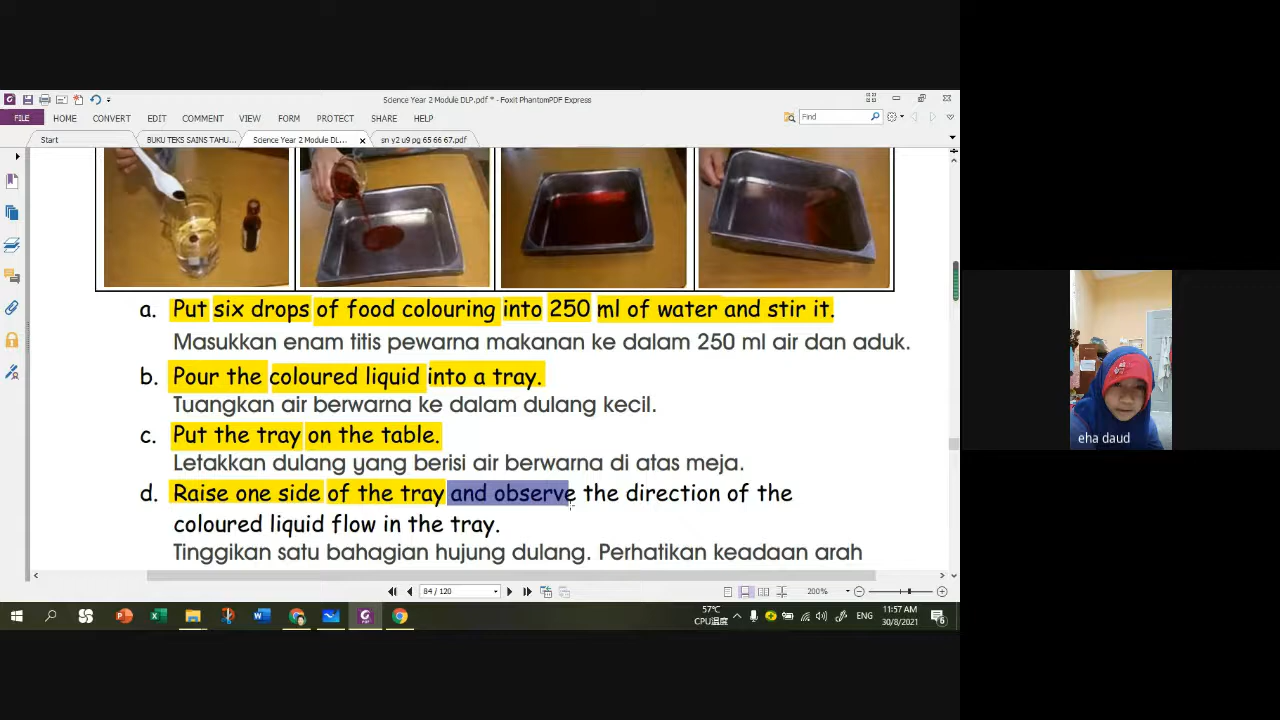 Science Year 2 Module DLP.pdf * - Foxit PhantomPDF Express
FILE HOME CONVERT EDIT COMMENT VIEW FORM PROTECT SHARE HELP Find
Start BUKU TEKS SAINS TAHU... Science Year 2 Module DL... sn y2 u9 pg 65 66 67.pdf
a. Put six drops of food colouring into 250 ml of water and stir it.
Masukkan enam titis pewarna makanan ke dalam 250 ml air dan aduk.
b. Pour the coloured liquid into a tray.
Tuangkan air berwarna ke dalam dulang kecil.
c. Put the tray on the table.
Letakkan dulang yang berisi air berwarna di atas meja.
d. Raise one side of the tray and observe the direction of the
coloured liquid flow in the tray.
Tinggikan satu bahagian hujung dulang. Perhatikan keadaan arah
eha daud
84 / 120 200%
57°C
CPU温度
ENG
11:57 AM
30/8/2021
6